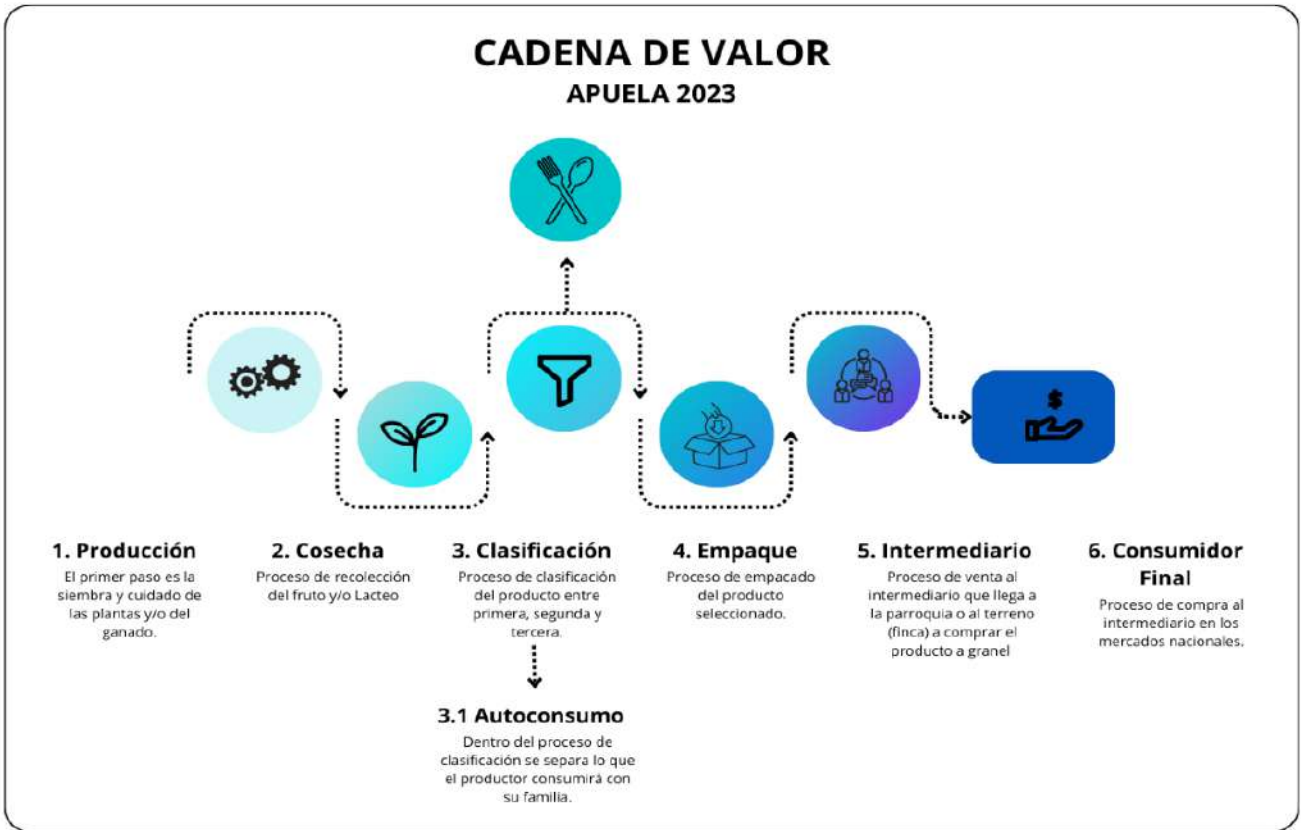 CADENA DE VALOR
APUELA 2023
$
1. Producción
El primer paso es la
siembra y cuidado de
las plantas y/o del
ganado.
2. Cosecha
Proceso de recolección
del fruto y/o Lacteo
3. Clasificación
Proceso de clasificación
del producto entre
primera, segunda y
tercera.
3.1 Autoconsumo
Dentro del proceso de
clasificación se separa lo que
el productor consumirá con
su familia.
4. Empaque
Proceso de empacado
del producto
seleccionado.
5. Intermediario
Proceso de venta al
intermediario que llega a
la parroquia o al terreno
(finca) a comprar el
producto a granel
6. Consumidor
Final
Proceso de compra al
intermediario en los
mercados nacionales.